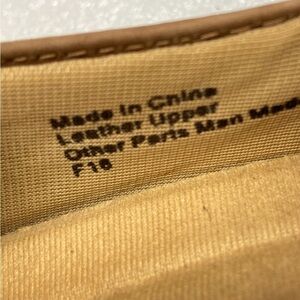 Made in China
Leather Upper
Other Parts Man Made
F16